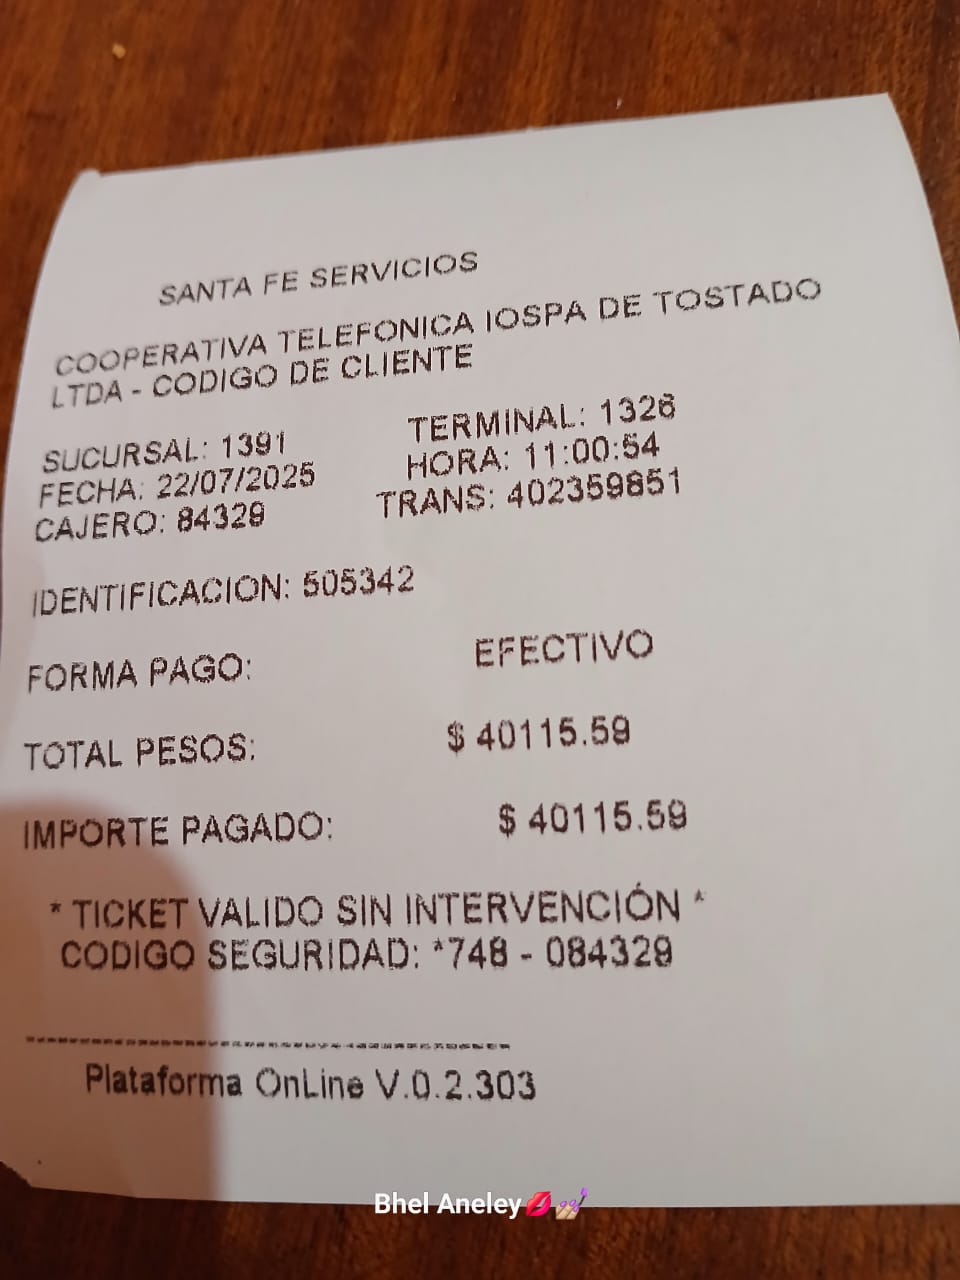 SANTA FE SERVICIOS
COOPERATIVA TELEFONICA IOSPA DE TOSTADO
LTDA - CODIGO DE CLIENTE
SUCURSAL: 1391 TERMINAL: 1326
FECHA: 22/07/2025 HORA: 11:00:54
CAJERO: 84329 TRANS: 402359851
IDENTIFICACION: 505342
FORMA PAGO: EFECTIVO
TOTAL PESOS: $ 40115.59
IMPORTE PAGADO: $ 40115.59
* TICKET VALIDO SIN INTERVENCIÓN *
CODIGO SEGURIDAD: *748 - 084329
Plataforma OnLine V.0.2.303
Bhel Aneley💋💅